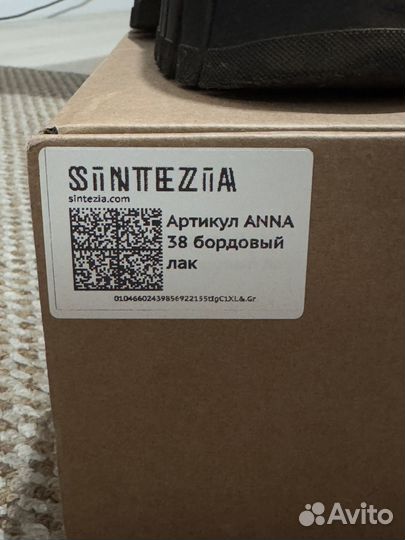 SINTEZIA
sintezia.com
Артикул ANNA
38 бордовый
лак
Avito